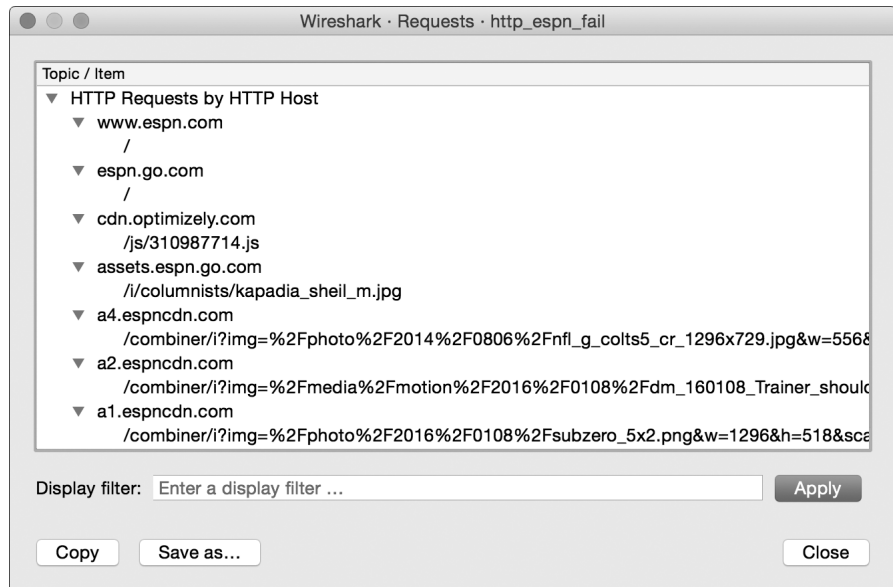 Wireshark · Requests · http_espn_fail
Topic / Item
HTTP Requests by HTTP Host
www.espn.com
/
espn.go.com
/
cdn.optimizely.com
/js/310987714.js
assets.espn.go.com
/i/columnists/kapadia_sheil_m.jpg
a4.espncdn.com
/combiner/i?img=%2Fphoto%2F2014%2F0806%2Fnfl_g_colts5_cr_1296x729.jpg&w=556&
a2.espncdn.com
/combiner/i?img=%2Fmedia%2Fmotion%2F2016%2F0108%2Fdm_160108_Trainer_should
a1.espncdn.com
/combiner/i?img=%2Fphoto%2F2016%2F0108%2Fsubzero_5x2.png&w=1296&h=518&sca
Display filter: Enter a display filter ... Apply
Copy Save as... Close